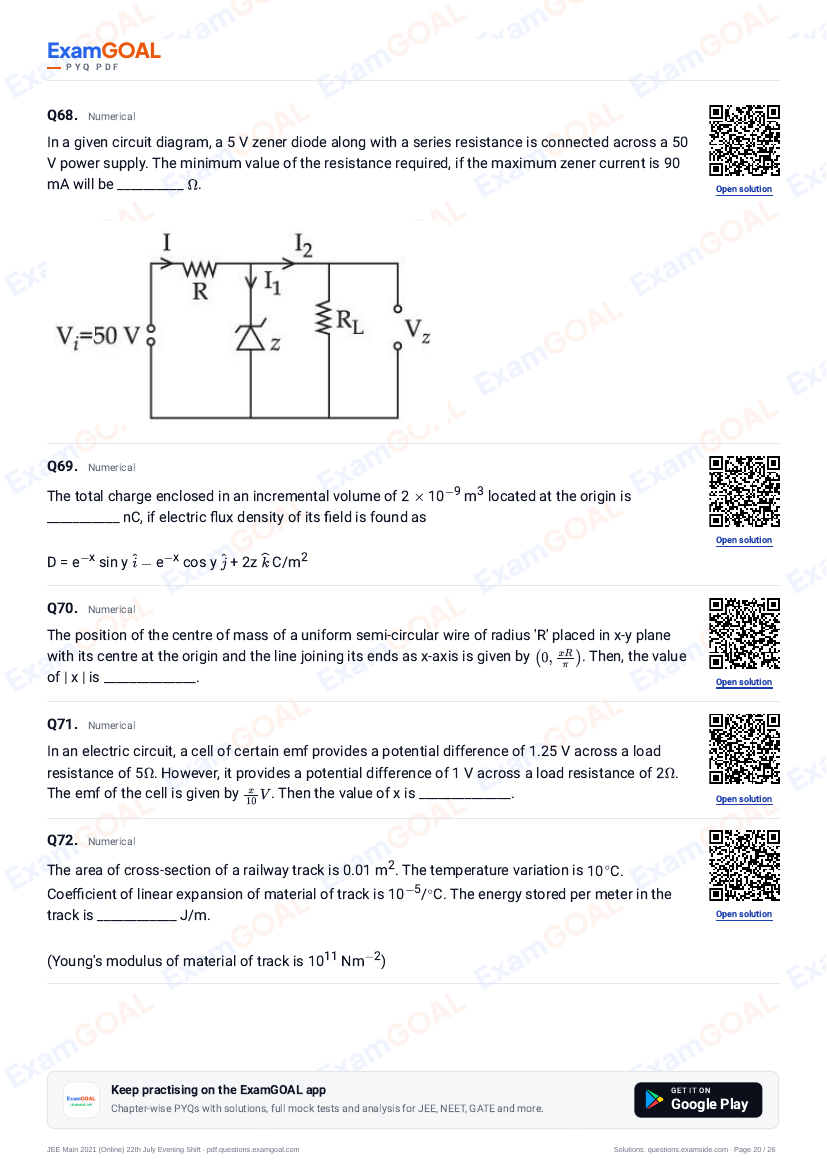 ExamGOAL
PYQ PDF
Q68. Numerical
In a given circuit diagram, a 5 V zener diode along with a series resistance is connected across a 50
V power supply. The minimum value of the resistance required, if the maximum zener current is 90
mA will be __________ Ω.
Open solution
I
I₂
R
I₁
Vᵢ=50 V
z
R_L
V_z
Q69. Numerical
The total charge enclosed in an incremental volume of 2 × 10⁻⁹ m³ located at the origin is
___________ nC, if electric flux density of its field is found as
Open solution
D = e⁻ˣ sin y î − e⁻ˣ cos y ĵ + 2z k̂ C/m²
Q70. Numerical
The position of the centre of mass of a uniform semi-circular wire of radius 'R' placed in x-y plane
with its centre at the origin and the line joining its ends as x-axis is given by (0, xR/π). Then, the value
of | x | is ______________.
Open solution
Q71. Numerical
In an electric circuit, a cell of certain emf provides a potential difference of 1.25 V across a load
resistance of 5Ω. However, it provides a potential difference of 1 V across a load resistance of 2Ω.
The emf of the cell is given by x/10 V. Then the value of x is ______________.
Open solution
Q72. Numerical
The area of cross-section of a railway track is 0.01 m². The temperature variation is 10°C.
Coefficient of linear expansion of material of track is 10⁻⁵/°C. The energy stored per meter in the
track is ____________ J/m.
Open solution
(Young's modulus of material of track is 10¹¹ Nm⁻²)
Keep practising on the ExamGOAL app
Chapter-wise PYQs with solutions, full mock tests and analysis for JEE, NEET, GATE and more.
GET IT ON
Google Play
JEE Main 2021 (Online) 22th July Evening Shift · pdf.questions.examgoal.com
Solutions: questions.examside.com · Page 20 / 26